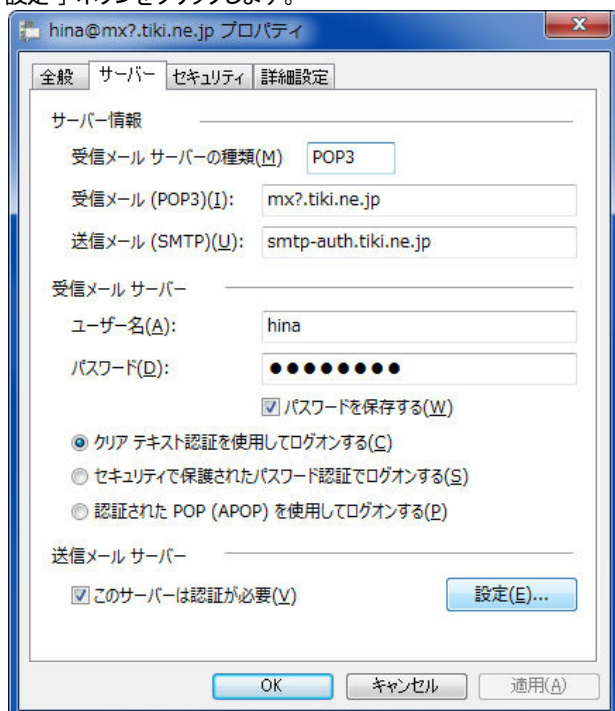 設定」ボタンをクリックします。
hina@mx?.tiki.ne.jp プロパティ
全般 サーバー セキュリティ 詳細設定
サーバー情報
受信メール サーバーの種類(M) POP3
受信メール (POP3)(I): mx?.tiki.ne.jp
送信メール (SMTP)(U): smtp-auth.tiki.ne.jp
受信メール サーバー
ユーザー名(A): hina
パスワード(D): ●●●●●●●●
パスワードを保存する(W)
クリア テキスト認証を使用してログオンする(C)
セキュリティで保護されたパスワード認証でログオンする(S)
認証された POP (APOP) を使用してログオンする(P)
送信メール サーバー
このサーバーは認証が必要(V) 設定(E)...
OK キャンセル 適用(A)